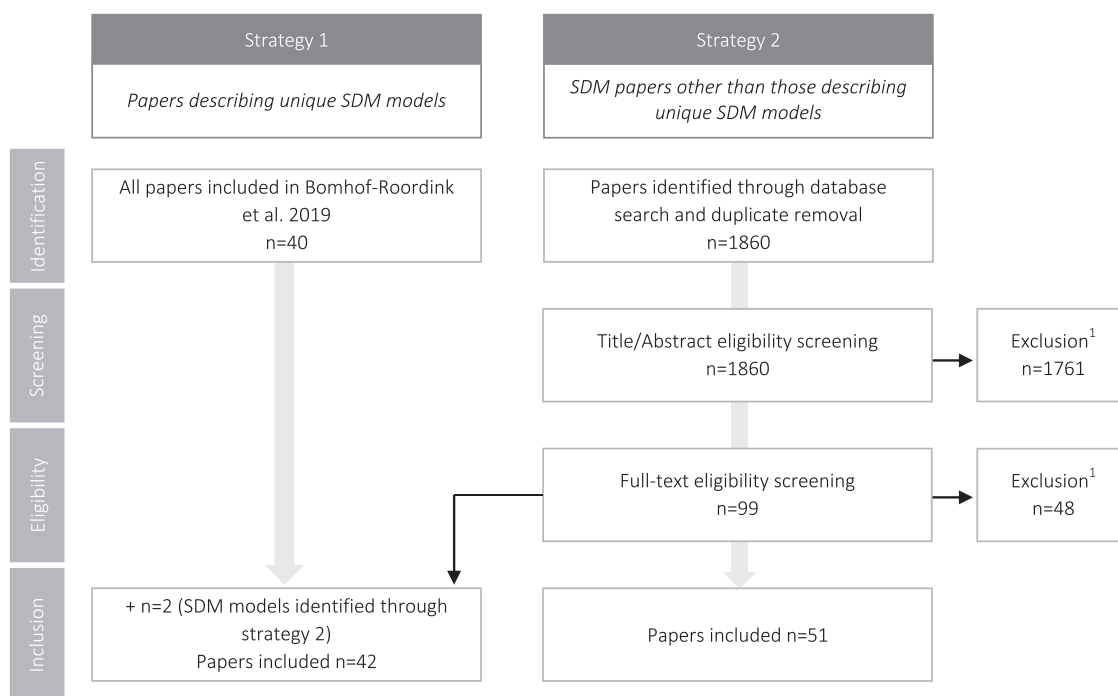 Strategy 1
Papers describing unique SDM models
Strategy 2
SDM papers other than those describing
unique SDM models
Identification
All papers included in Bomhof-Roordink
et al. 2019
n=40
Papers identified through database
search and duplicate removal
n=1860
Screening
Title/Abstract eligibility screening
n=1860
Exclusion¹
n=1761
Eligibility
Full-text eligibility screening
n=99
Exclusion¹
n=48
Inclusion
+ n=2 (SDM models identified through
strategy 2)
Papers included n=42
Papers included n=51